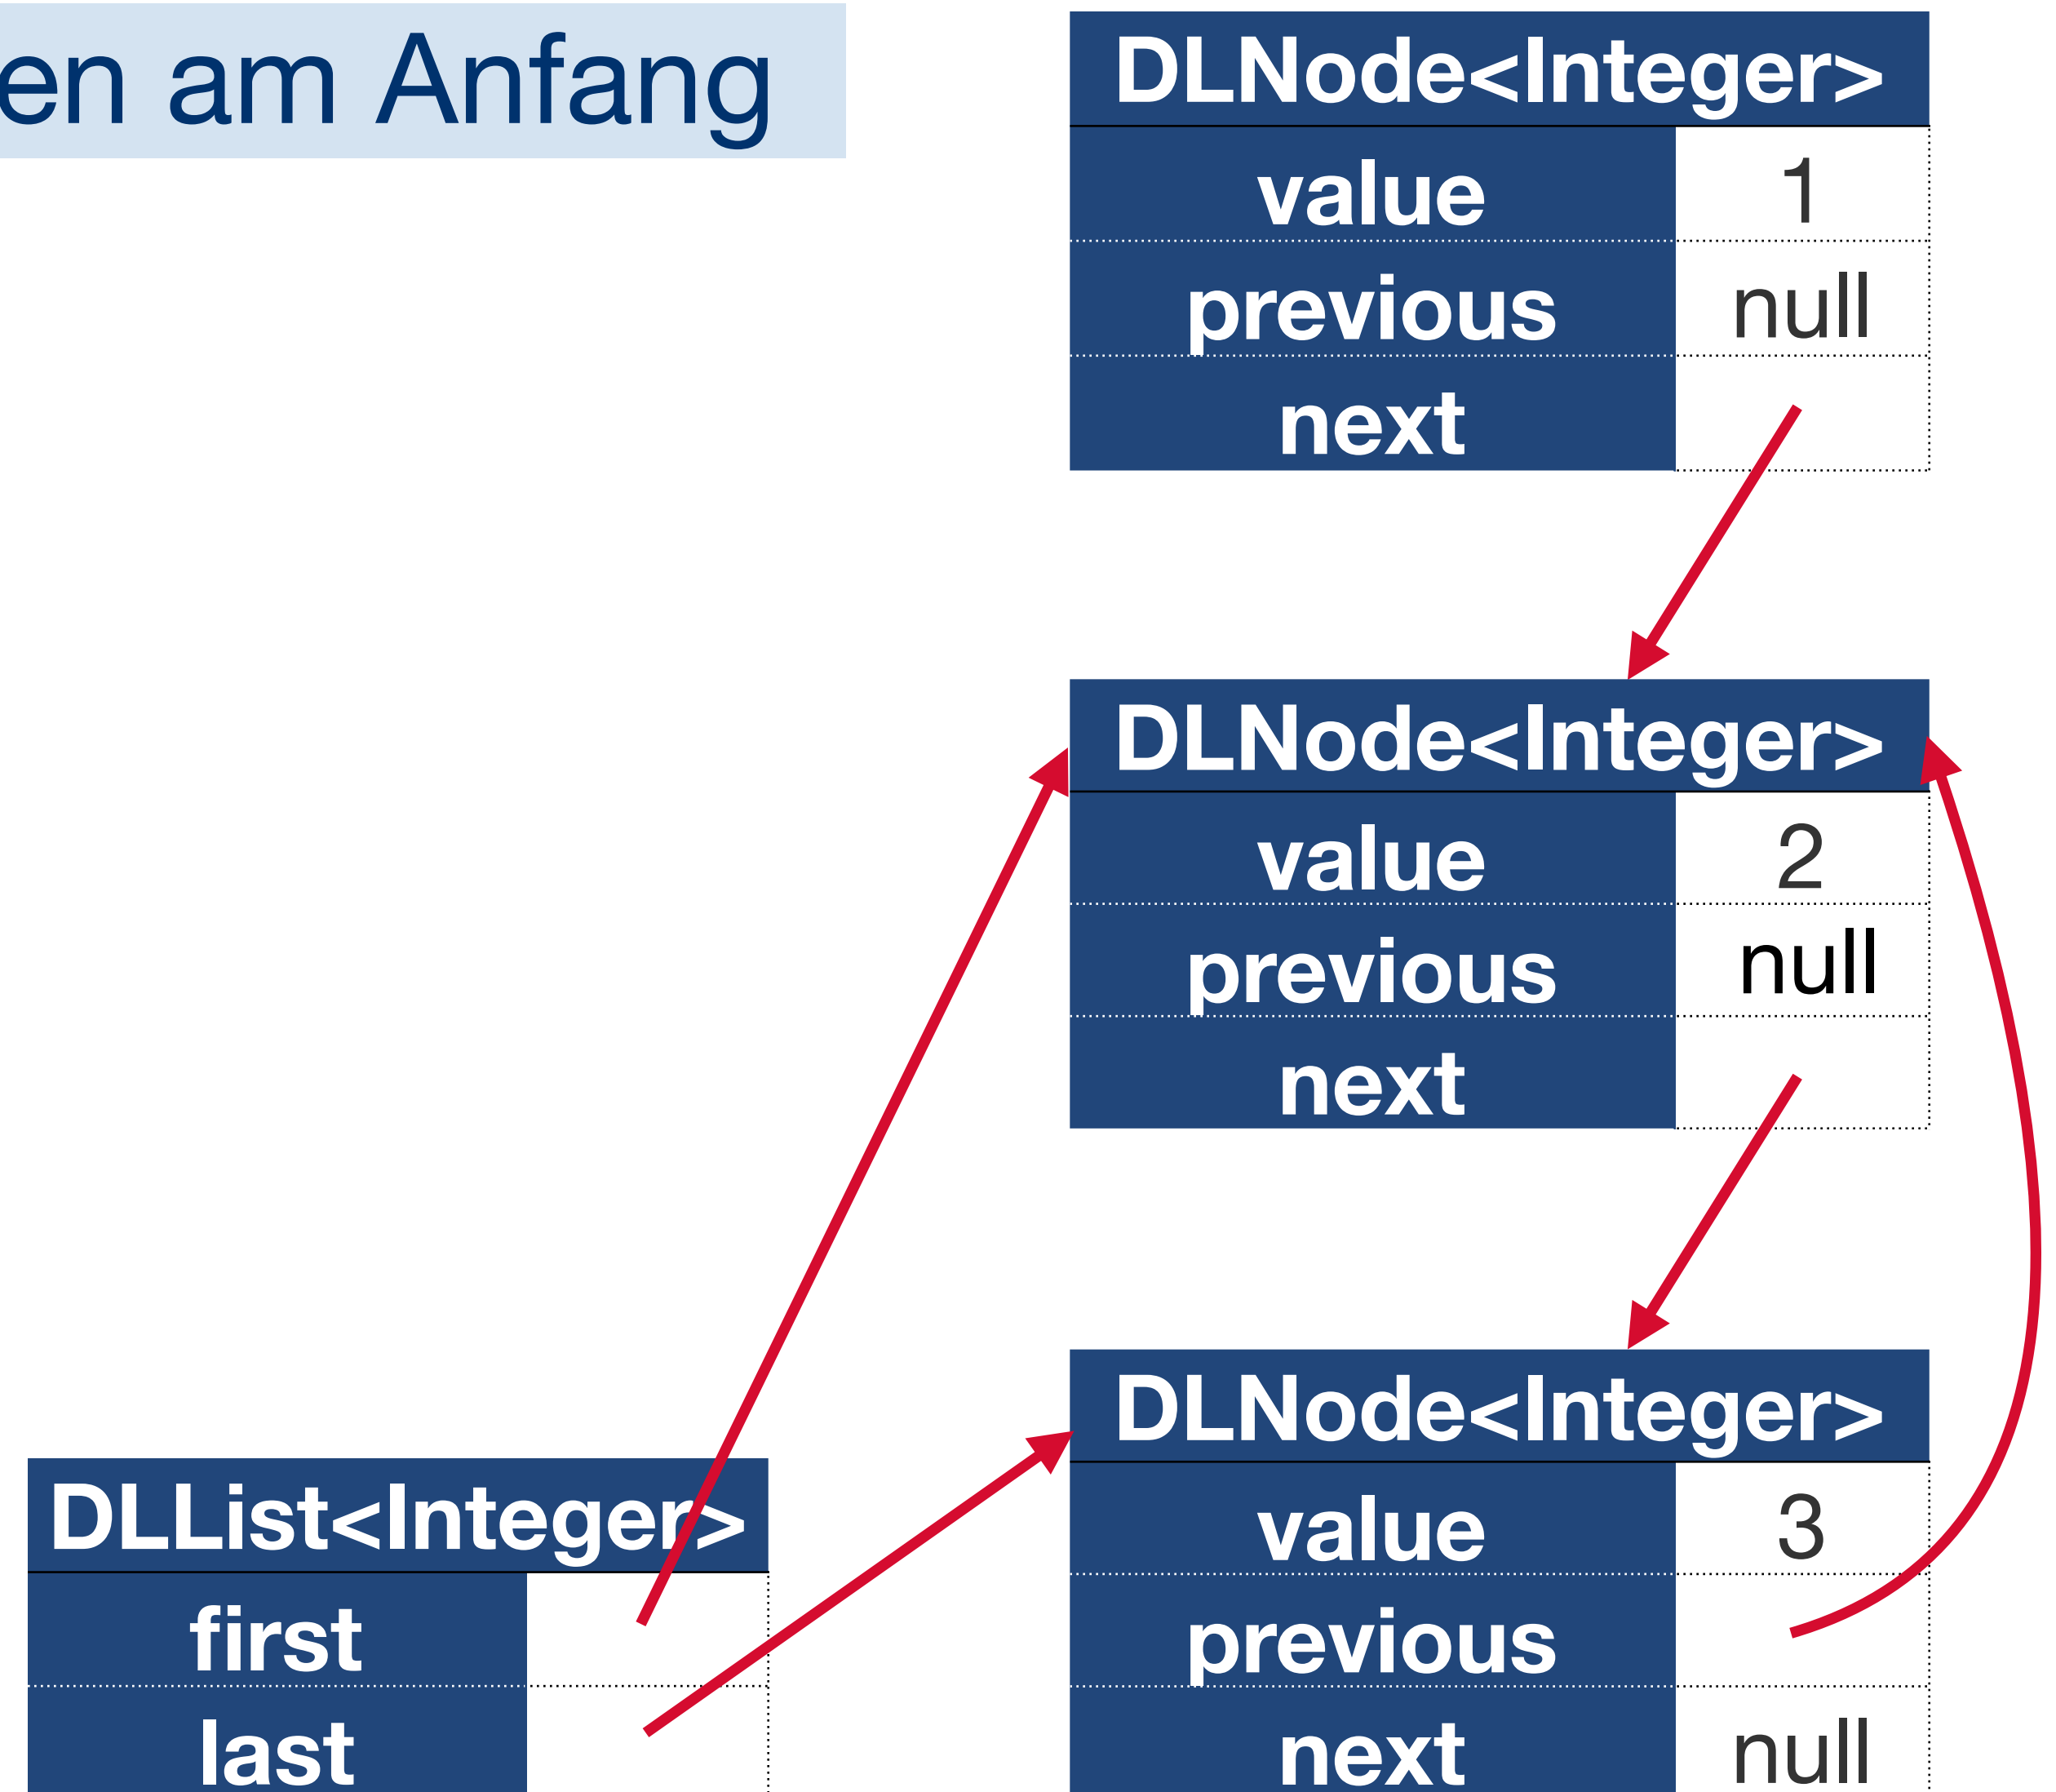 en am Anfang
DLNode<Integer>
value 1
previous null
next
DLNode<Integer>
value 2
previous null
next
DLNode<Integer>
value 3
previous
next null
DLList<Integer>
first
last